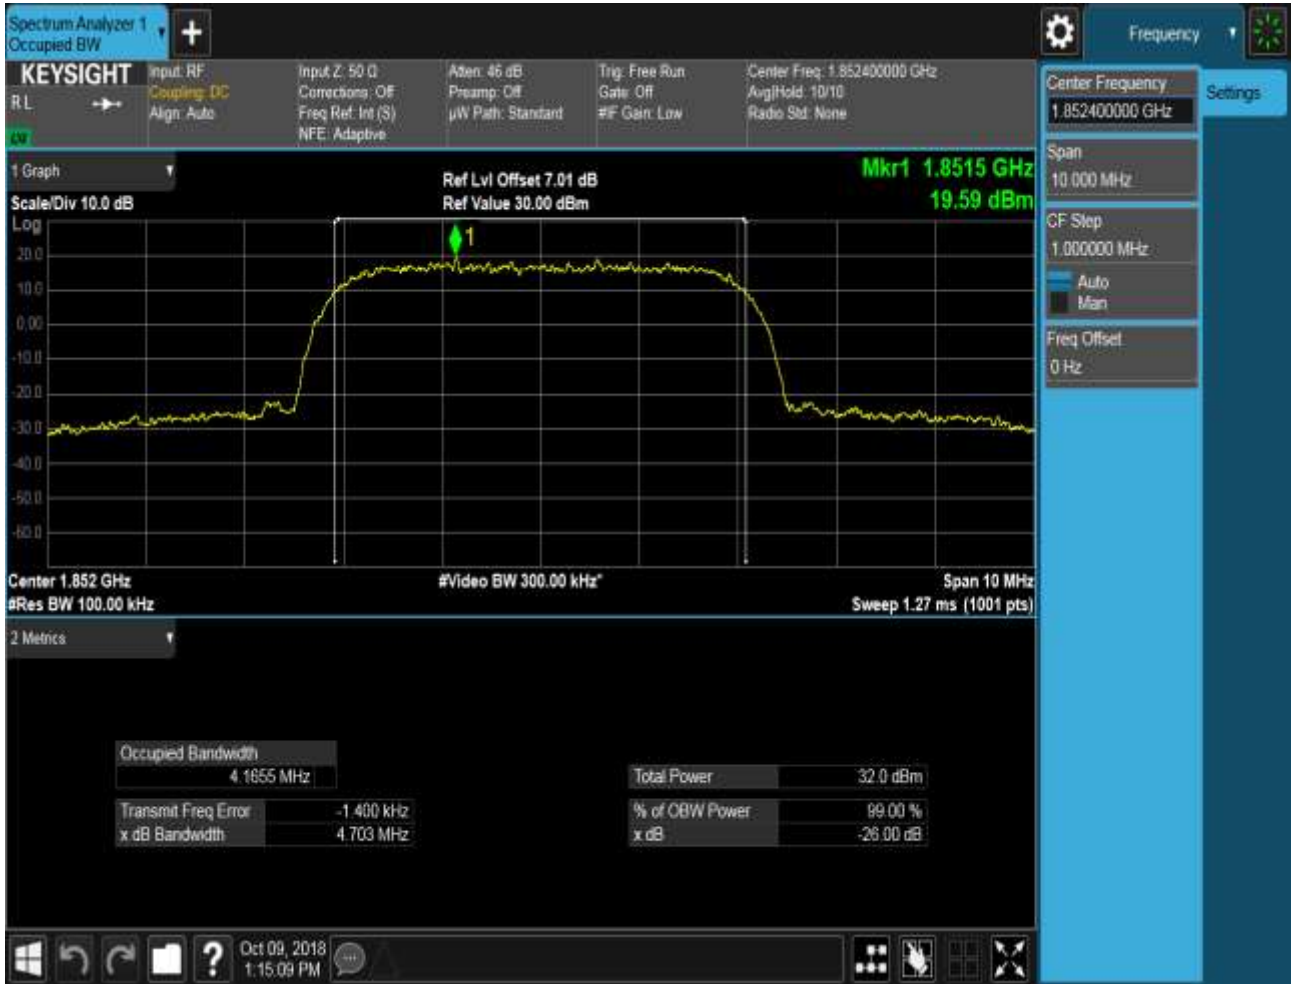 Spectrum Analyzer 1
Occupied BW
+
Frequency
KEYSIGHT
RL
Input: RF
Coupling: DC
Align: Auto
Input Z: 50 Ω
Corrections: Off
Freq Ref: Int (S)
NFE: Adaptive
Atten: 46 dB
Preamp: Off
µW Path: Standard
Trig: Free Run
Gate: Off
#IF Gain: Low
Center Freq: 1.852400000 GHz
Avg|Hold: 10/10
Radio Std: None
Center Frequency
1.852400000 GHz
Settings
Span
10.000 MHz
CF Step
1.000000 MHz
Auto
Man
Freq Offset
0 Hz
1 Graph
Scale/Div 10.0 dB
Log
Ref Lvl Offset 7.01 dB
Ref Value 30.00 dBm
Mkr1 1.8515 GHz
19.59 dBm
1
20.0
10.0
0.00
-10.0
-20.0
-30.0
-40.0
-50.0
-60.0
Center 1.852 GHz
#Video BW 300.00 kHz*
Span 10 MHz
#Res BW 100.00 kHz
Sweep 1.27 ms (1001 pts)
2 Metrics
Occupied Bandwidth
4.1655 MHz
Total Power 32.0 dBm
Transmit Freq Error -1.400 kHz
% of OBW Power 99.00 %
x dB Bandwidth 4.703 MHz
x dB -26.00 dB
?
Oct 09, 2018
1:15:09 PM